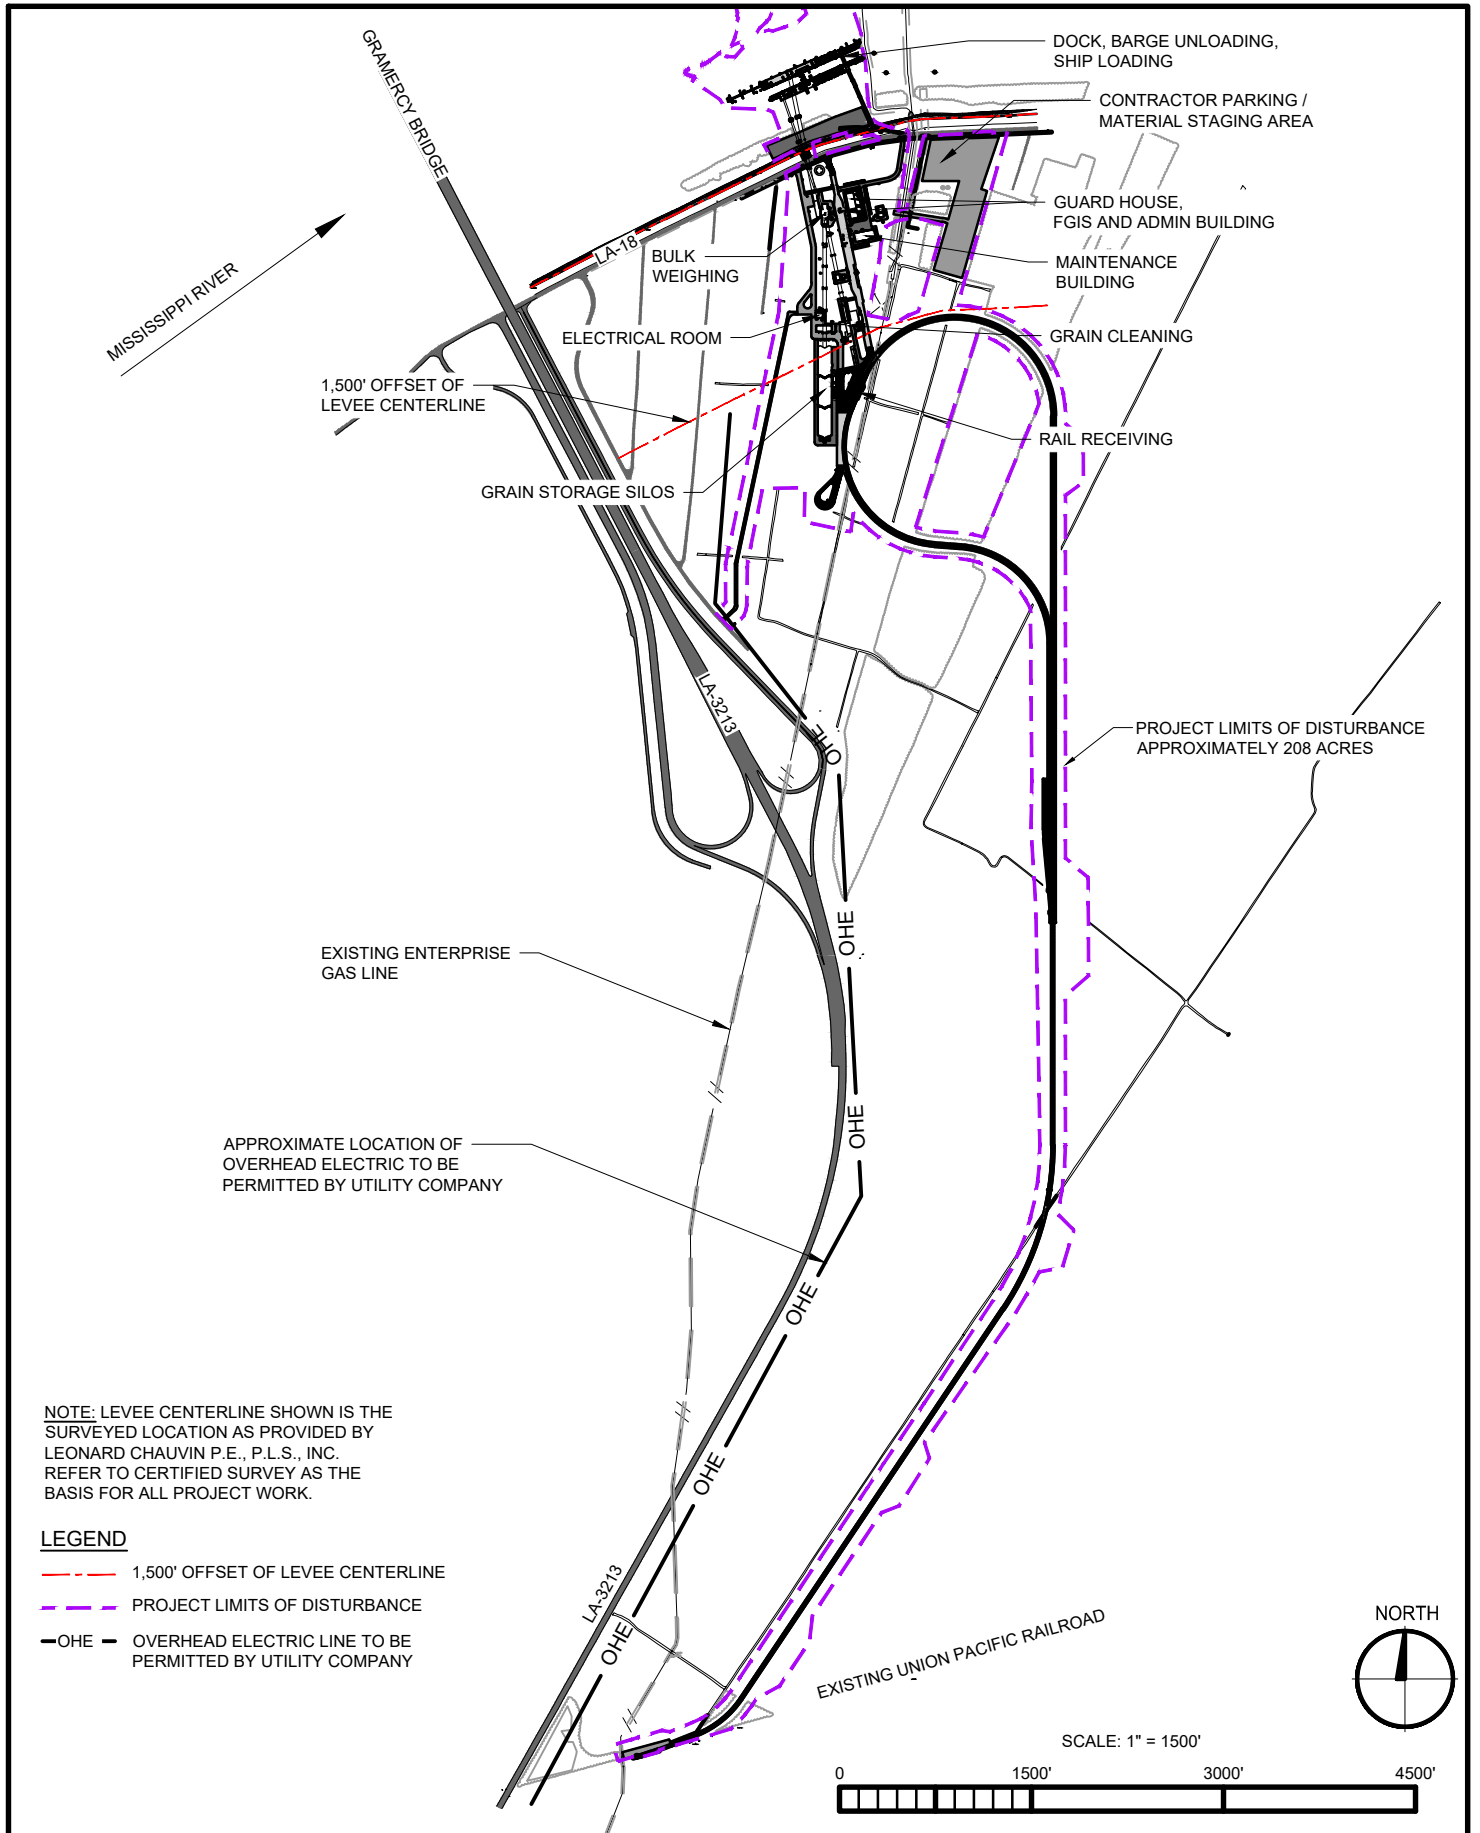 DOCK, BARGE UNLOADING,
SHIP LOADING
GRAMERCY BRIDGE
CONTRACTOR PARKING /
MATERIAL STAGING AREA
GUARD HOUSE,
FGIS AND ADMIN BUILDING
LA-18
BULK
WEIGHING
MAINTENANCE
BUILDING
MISSISSIPPI RIVER
ELECTRICAL ROOM
GRAIN CLEANING
1,500' OFFSET OF
LEVEE CENTERLINE
RAIL RECEIVING
GRAIN STORAGE SILOS
LA-3213
OHE
PROJECT LIMITS OF DISTURBANCE
APPROXIMATELY 208 ACRES
OHE
EXISTING ENTERPRISE
GAS LINE
OHE
APPROXIMATE LOCATION OF
OVERHEAD ELECTRIC TO BE
PERMITTED BY UTILITY COMPANY
OHE
NOTE: LEVEE CENTERLINE SHOWN IS THE
SURVEYED LOCATION AS PROVIDED BY
LEONARD CHAUVIN P.E., P.L.S., INC.
REFER TO CERTIFIED SURVEY AS THE
BASIS FOR ALL PROJECT WORK.
OHE
LEGEND
1,500' OFFSET OF LEVEE CENTERLINE
PROJECT LIMITS OF DISTURBANCE
OHE
OVERHEAD ELECTRIC LINE TO BE
PERMITTED BY UTILITY COMPANY
LA-3213
OHE
EXISTING UNION PACIFIC RAILROAD
NORTH
SCALE: 1" = 1500'
0 1500' 3000' 4500'